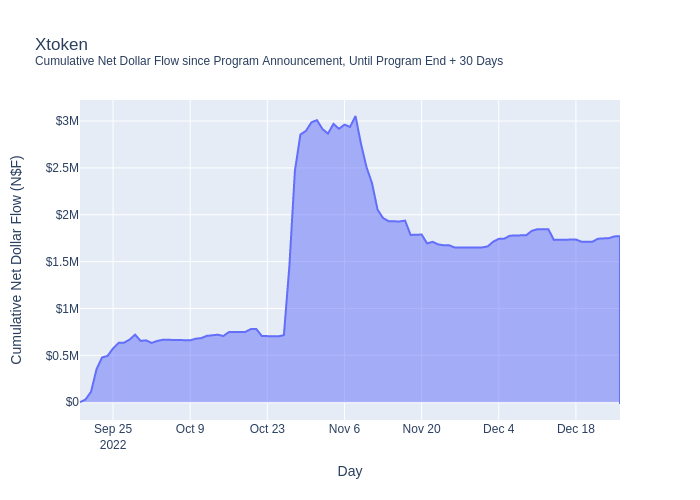 Xtoken
Cumulative Net Dollar Flow since Program Announcement, Until Program End + 30 Days
Cumulative Net Dollar Flow (N$F)
$3M
$2.5M
$2M
$1.5M
$1M
$0.5M
$0
Sep 25
2022
Oct 9
Oct 23
Nov 6
Nov 20
Dec 4
Dec 18
Day